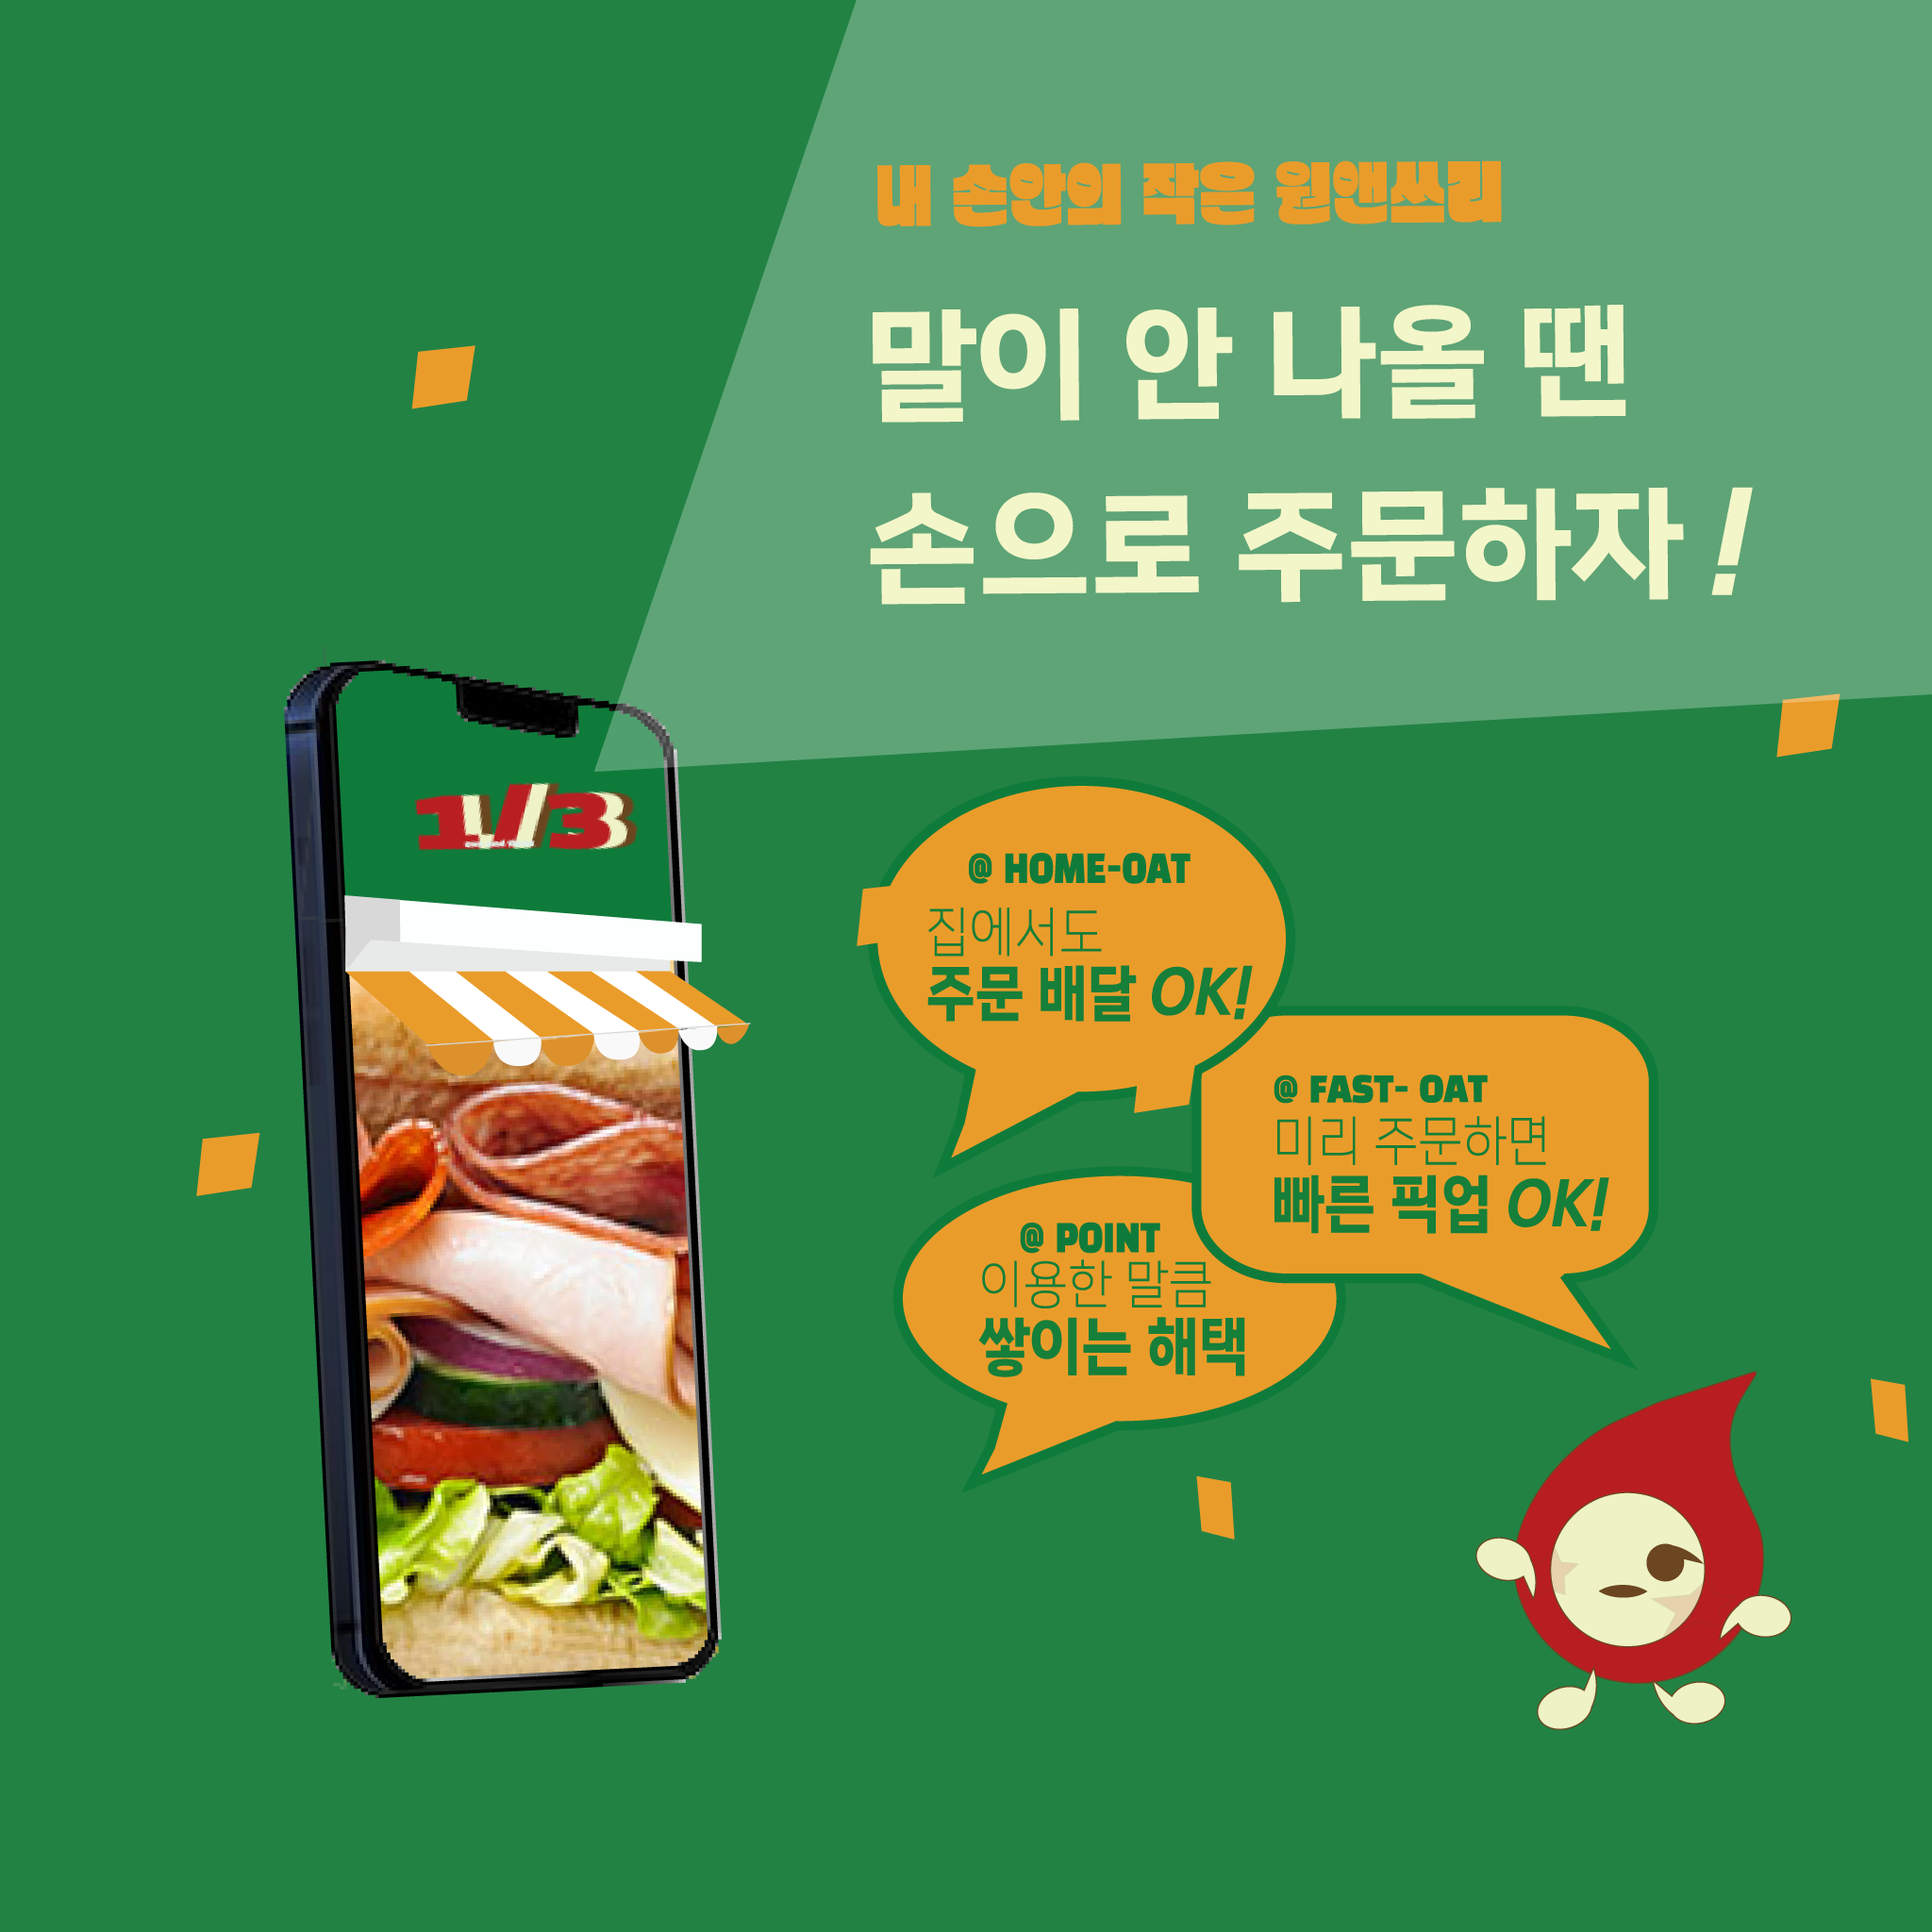 내 손안의 작은 원앤쓰리
말이 안 나올 땐
손으로 주문하자!
1/3
@ HOME-OAT
집에서도
주문 배달 OK!
@ FAST- OAT
미리 주문하면
빠른 픽업 OK!
@ POINT
이용한 말큼
쌓이는 해택